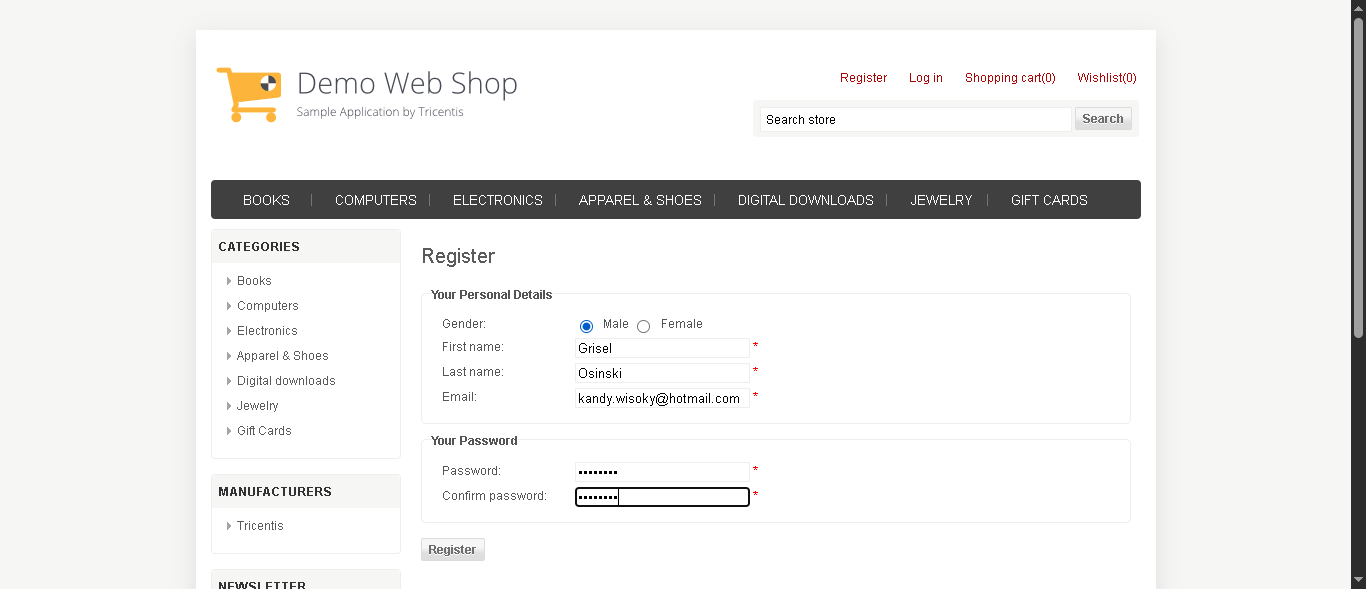 Demo Web Shop
Sample Application by Tricentis
Register Log in Shopping cart(0) Wishlist(0)
Search store Search
BOOKS COMPUTERS ELECTRONICS APPAREL & SHOES DIGITAL DOWNLOADS JEWELRY GIFT CARDS
CATEGORIES
Books
Computers
Electronics
Apparel & Shoes
Digital downloads
Jewelry
Gift Cards
MANUFACTURERS
Tricentis
NEWSLETTER
Register
Your Personal Details
Gender: Male Female
First name: Grisel *
Last name: Osinski *
Email: kandy.wisoky@hotmail.com *
Your Password
Password: •••••••• *
Confirm password: •••••••• *
Register